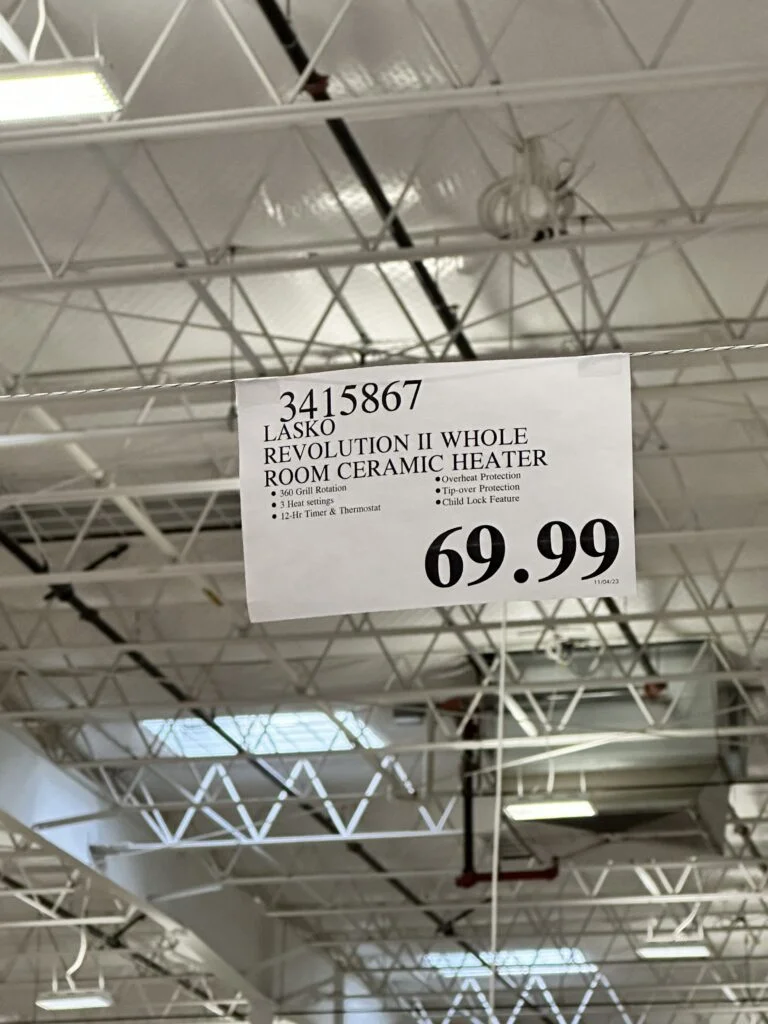 3415867
LASKO
REVOLUTION II WHOLE
ROOM CERAMIC HEATER
• 360 Grill Rotation
• 3 Heat settings
• 12-Hr Timer & Thermostat
• Overheat Protection
• Tip-over Protection
• Child Lock Feature
69.99
11/04/23